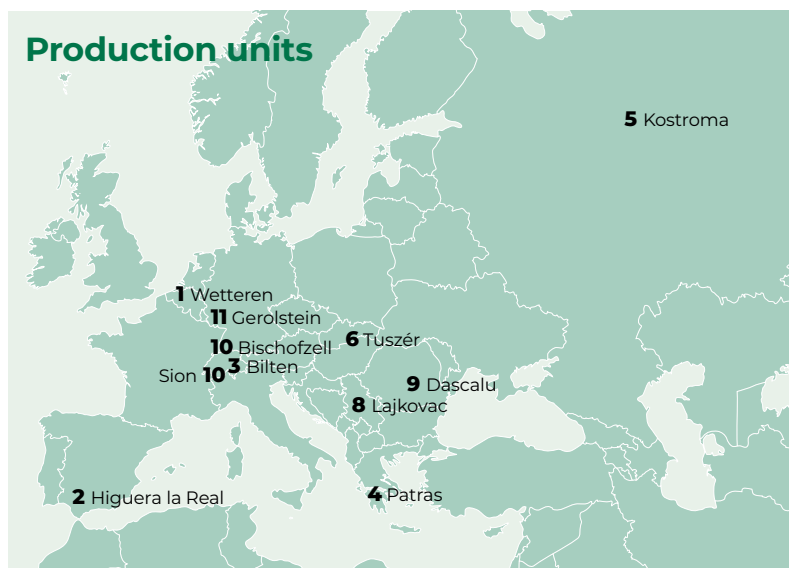 Production units
5 Kostroma
1 Wetteren
11 Gerolstein
6 Tuszér
10 Bischofzell
3 Bilten
Sion 10
9 Dascalu
8 Lajkovac
2 Higuera la Real
4 Patras